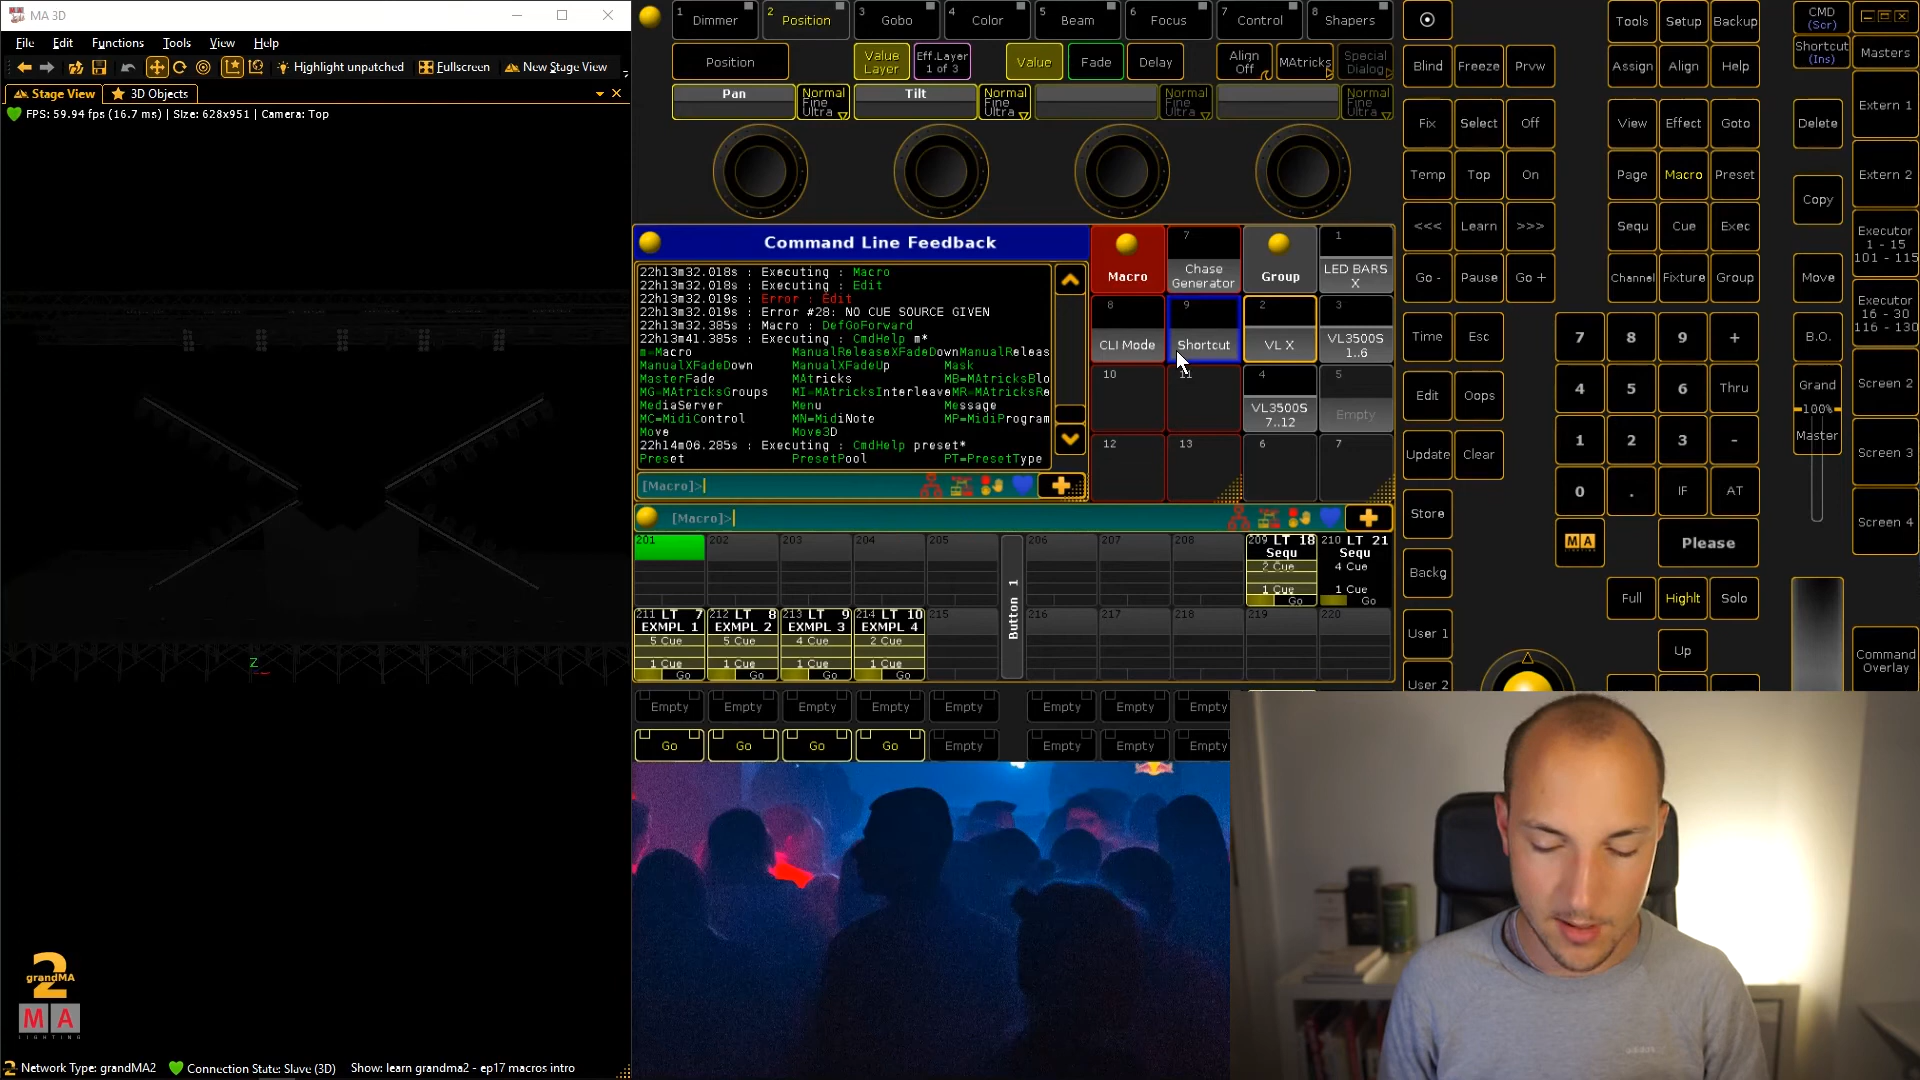 MA 3D
File Edit Functions Tools View Help
Highlight unpatched Fullscreen New Stage View
Stage View 3D Objects
FPS: 59.94 fps (16.7 ms) | Size: 628x951 | Camera: Top
Z
2
grandMA
MA
LIGHTING
Network Type: grandMA2 Connection State: Slave (3D) Show: learn grandma2 - ep17 macros intro
1 Dimmer 2 Position 3 Gobo 4 Color 5 Beam 6 Focus 7 Control 8 Shapers
Position Value Layer Eff.Layer 1 of 3 Value Fade Delay Align Off MAtricks Special Dialog
Pan Normal Fine Ultra Tilt Normal Fine Ultra Normal Fine Ultra Normal Fine Ultra
Command Line Feedback
22h13m32.018s : Executing : Macro
22h13m32.018s : Executing : Edit
22h13m32.019s : Error : Edit
22h13m32.019s : Error #28: NO CUE SOURCE GIVEN
22h13m32.385s : Macro : DefGoForward
22h13m41.385s : Executing : CmdHelp m*
m=Macro ManualReleaseXFadeDownManualReleas
ManualXFadeDown ManualXFadeUp Mask
MasterFade MAtricks MB=MAtricksBlo
MG=MAtricksGroups MI=MAtricksInterleaveMR=MAtricksRe
MediaServer Menu Message
MC=MidiControl MN=MidiNote MP=MidiProgram
Move Move3D
22h14m06.285s : Executing : CmdHelp preset*
Preset PresetPool PT=PresetType
[Macro]>
[Macro]>
Macro 7 Chase Generator Group 1 LED BARS X
8 CLI Mode 9 Shortcut 2 VL X 3 VL3500S 1..6
10 11 4 VL3500S 7..12 5 Empty
12 13 6 7
201 202 203 204 205 206 207 208 209 LT 18 Sequ 2 Cue 1 Cue Go 210 LT 21 Sequ 4 Cue 1 Cue Go
Button 1
211 LT 7 EXMPL 1 5 Cue 1 Cue Go
212 LT 8 EXMPL 2 5 Cue 1 Cue Go
213 LT 9 EXMPL 3 4 Cue 1 Cue Go
214 LT 10 EXMPL 4 2 Cue 1 Cue Go
215 216 217 218 219 220
Empty Empty Empty Empty Empty Empty Empty Empty
Go Go Go Go Empty Empty Empty Empty
Tools Setup Backup CMD (Scr)
Shortcut (Ins) Masters
Blind Freeze Prvw Assign Align Help
Extern 1
Fix Select Off View Effect Goto Delete
Temp Top On Page Macro Preset Extern 2
Copy
<<< Learn >>> Sequ Cue Exec Executor 1 - 15 101 - 115
Go - Pause Go + Channel Fixture Group Move
Executor 16 - 30 116 - 130
Time Esc 7 8 9 + B.O.
Edit Oops 4 5 6 Thru Grand 100% Master Screen 2
Update Clear 1 2 3 - Screen 3
Store 0 . IF AT Screen 4
MA Please
Backg
Full Highlt Solo
User 1 Up Command Overlay
User 2